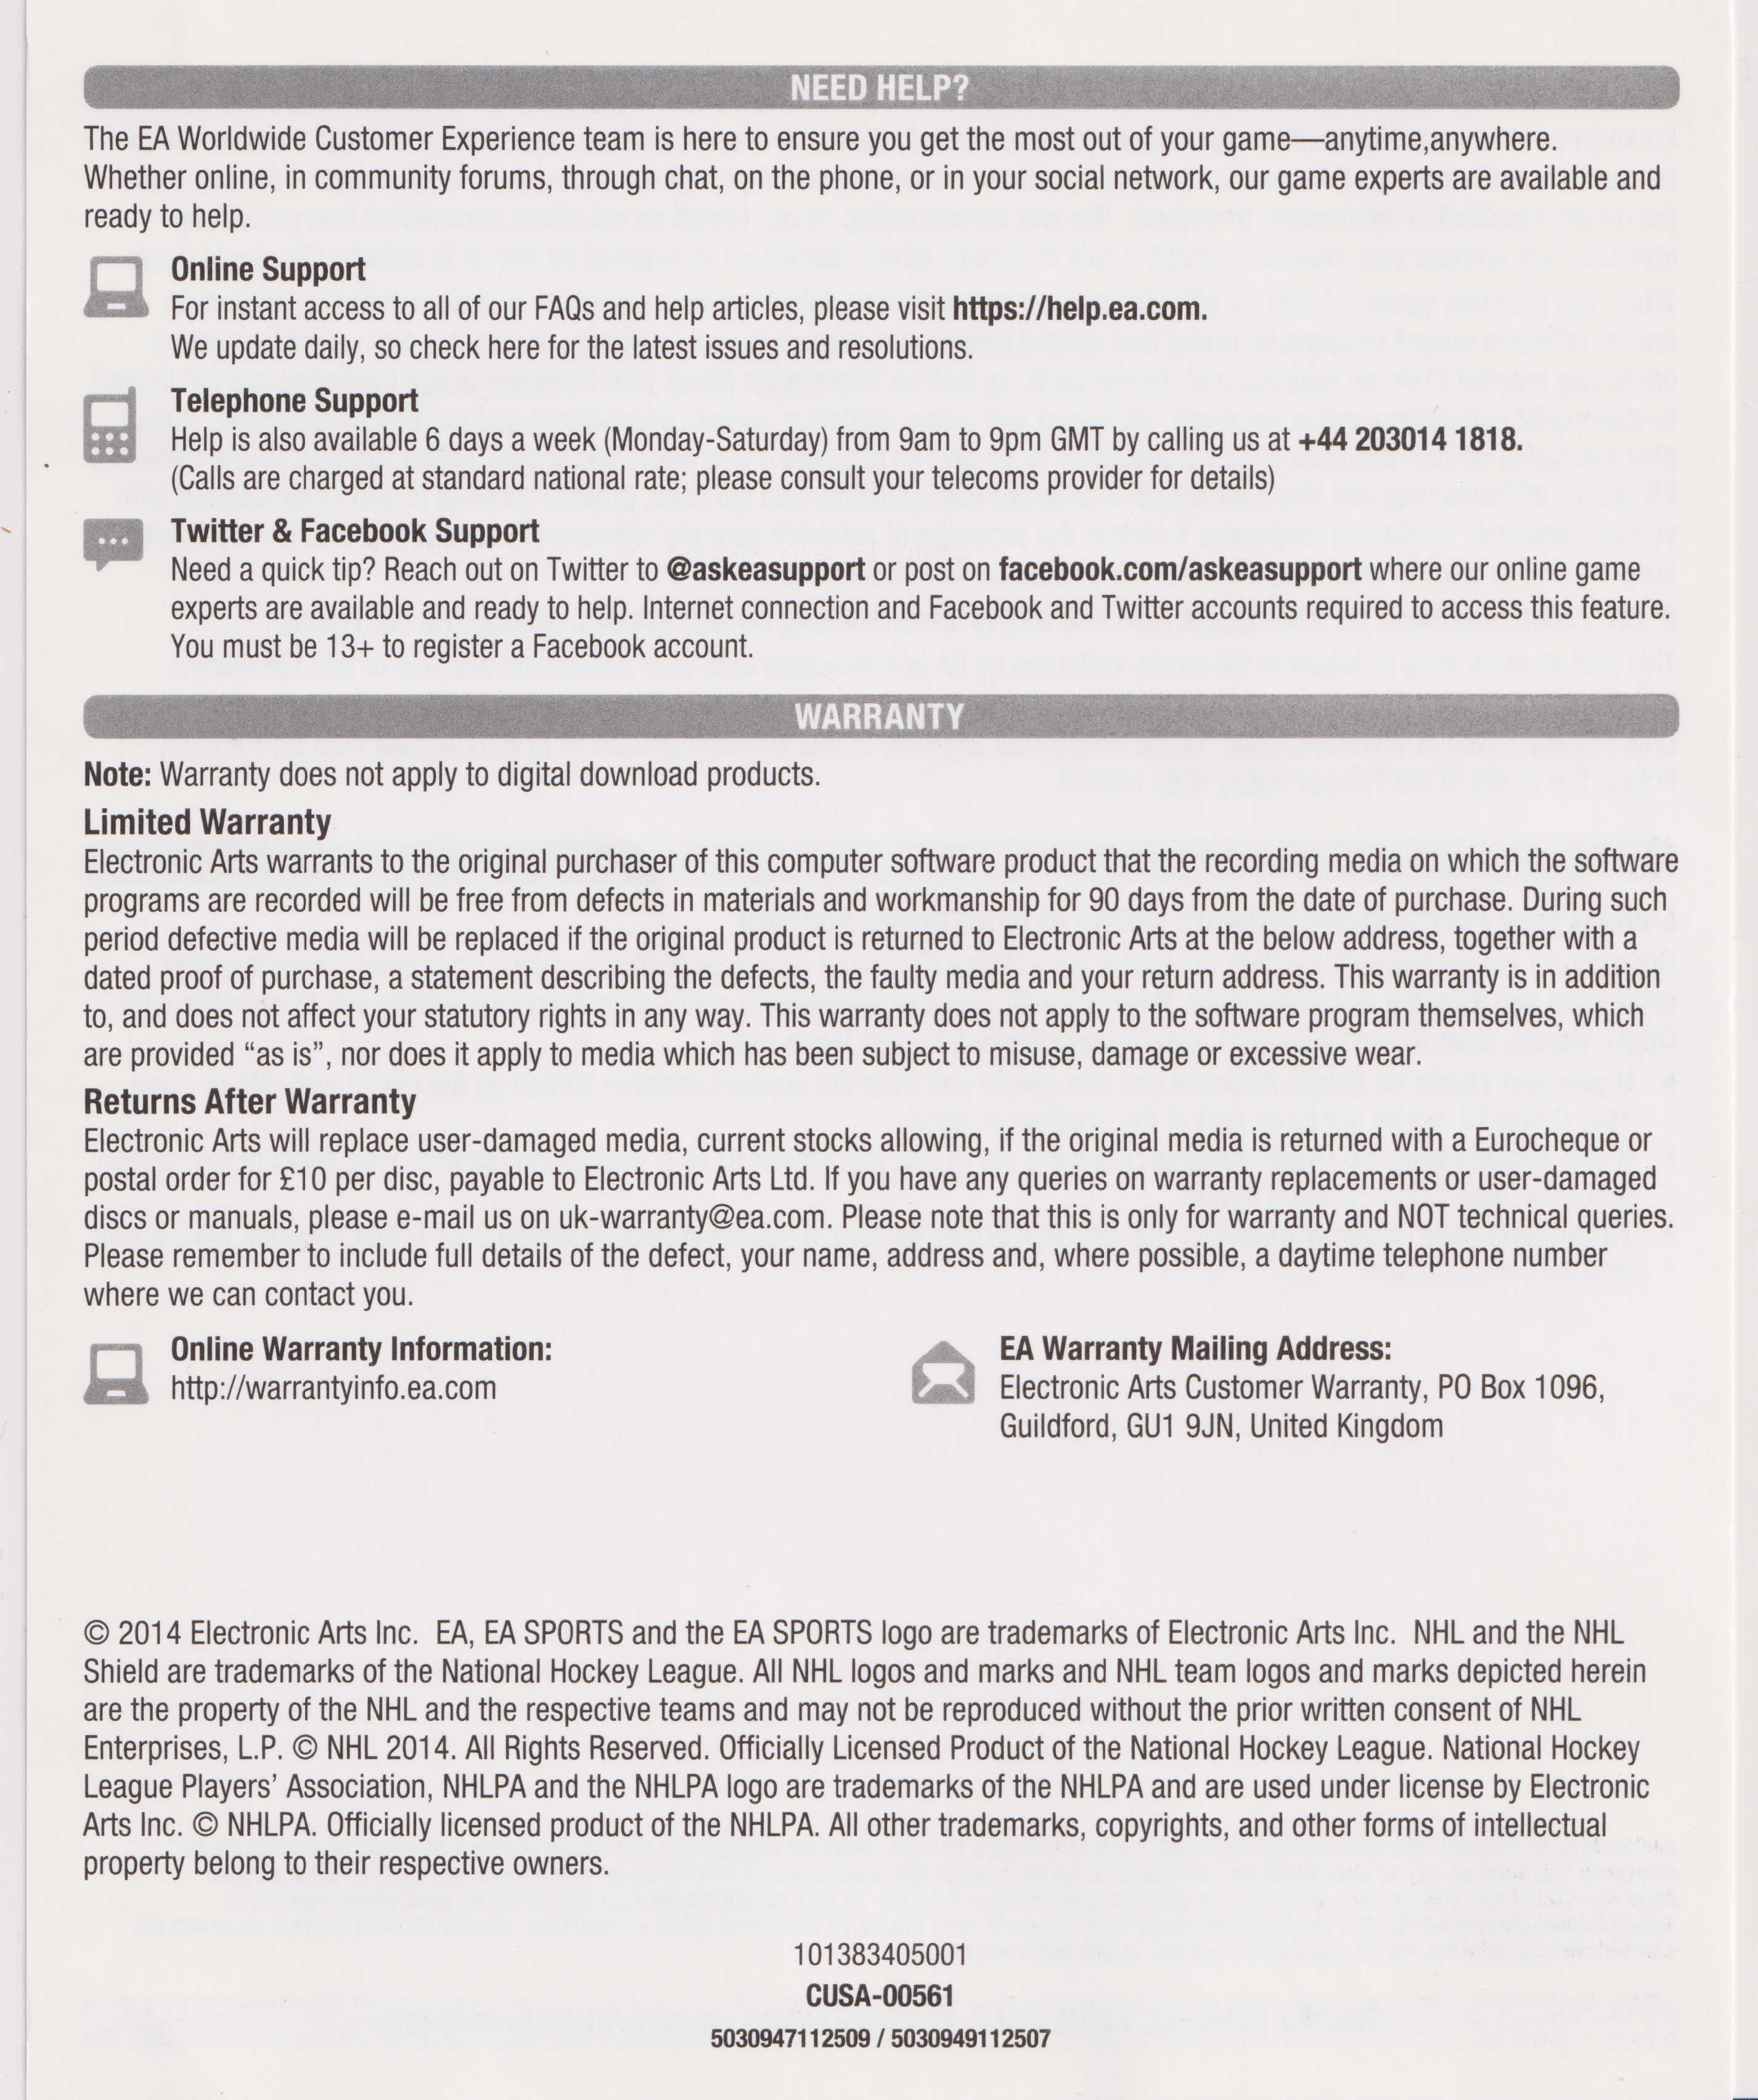 NEED HELP?
The EA Worldwide Customer Experience team is here to ensure you get the most out of your game—anytime,anywhere.
Whether online, in community forums, through chat, on the phone, or in your social network, our game experts are available and
ready to help.
Online Support
For instant access to all of our FAQs and help articles, please visit https://help.ea.com.
We update daily, so check here for the latest issues and resolutions.
Telephone Support
Help is also available 6 days a week (Monday-Saturday) from 9am to 9pm GMT by calling us at +44 203014 1818.
(Calls are charged at standard national rate; please consult your telecoms provider for details)
Twitter & Facebook Support
Need a quick tip? Reach out on Twitter to @askeasupport or post on facebook.com/askeasupport where our online game
experts are available and ready to help. Internet connection and Facebook and Twitter accounts required to access this feature.
You must be 13+ to register a Facebook account.
WARRANTY
Note: Warranty does not apply to digital download products.
Limited Warranty
Electronic Arts warrants to the original purchaser of this computer software product that the recording media on which the software
programs are recorded will be free from defects in materials and workmanship for 90 days from the date of purchase. During such
period defective media will be replaced if the original product is returned to Electronic Arts at the below address, together with a
dated proof of purchase, a statement describing the defects, the faulty media and your return address. This warranty is in addition
to, and does not affect your statutory rights in any way. This warranty does not apply to the software program themselves, which
are provided “as is”, nor does it apply to media which has been subject to misuse, damage or excessive wear.
Returns After Warranty
Electronic Arts will replace user-damaged media, current stocks allowing, if the original media is returned with a Eurocheque or
postal order for £10 per disc, payable to Electronic Arts Ltd. If you have any queries on warranty replacements or user-damaged
discs or manuals, please e-mail us on uk-warranty@ea.com. Please note that this is only for warranty and NOT technical queries.
Please remember to include full details of the defect, your name, address and, where possible, a daytime telephone number
where we can contact you.
Online Warranty Information:
http://warrantyinfo.ea.com
EA Warranty Mailing Address:
Electronic Arts Customer Warranty, PO Box 1096,
Guildford, GU1 9JN, United Kingdom
© 2014 Electronic Arts Inc. EA, EA SPORTS and the EA SPORTS logo are trademarks of Electronic Arts Inc. NHL and the NHL
Shield are trademarks of the National Hockey League. All NHL logos and marks and NHL team logos and marks depicted herein
are the property of the NHL and the respective teams and may not be reproduced without the prior written consent of NHL
Enterprises, L.P. © NHL 2014. All Rights Reserved. Officially Licensed Product of the National Hockey League. National Hockey
League Players’ Association, NHLPA and the NHLPA logo are trademarks of the NHLPA and are used under license by Electronic
Arts Inc. © NHLPA. Officially licensed product of the NHLPA. All other trademarks, copyrights, and other forms of intellectual
property belong to their respective owners.
101383405001
CUSA-00561
5030947112509 / 5030949112507